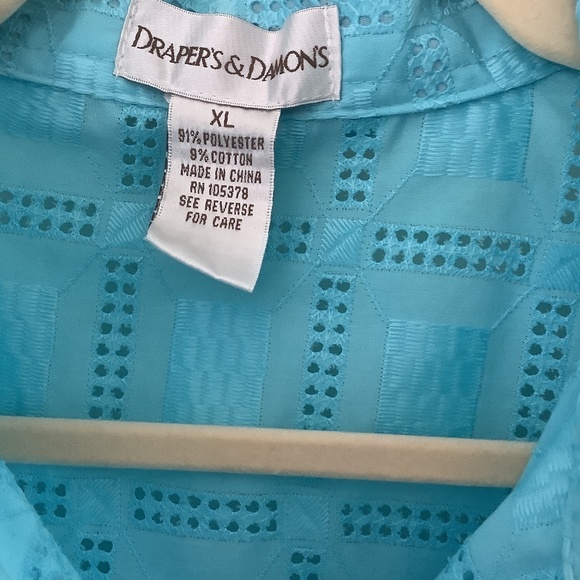 DRAPER'S & DAMON'S
XL
91% POLYESTER
9% COTTON
MADE IN CHINA
RN 105378
SEE REVERSE
FOR CARE